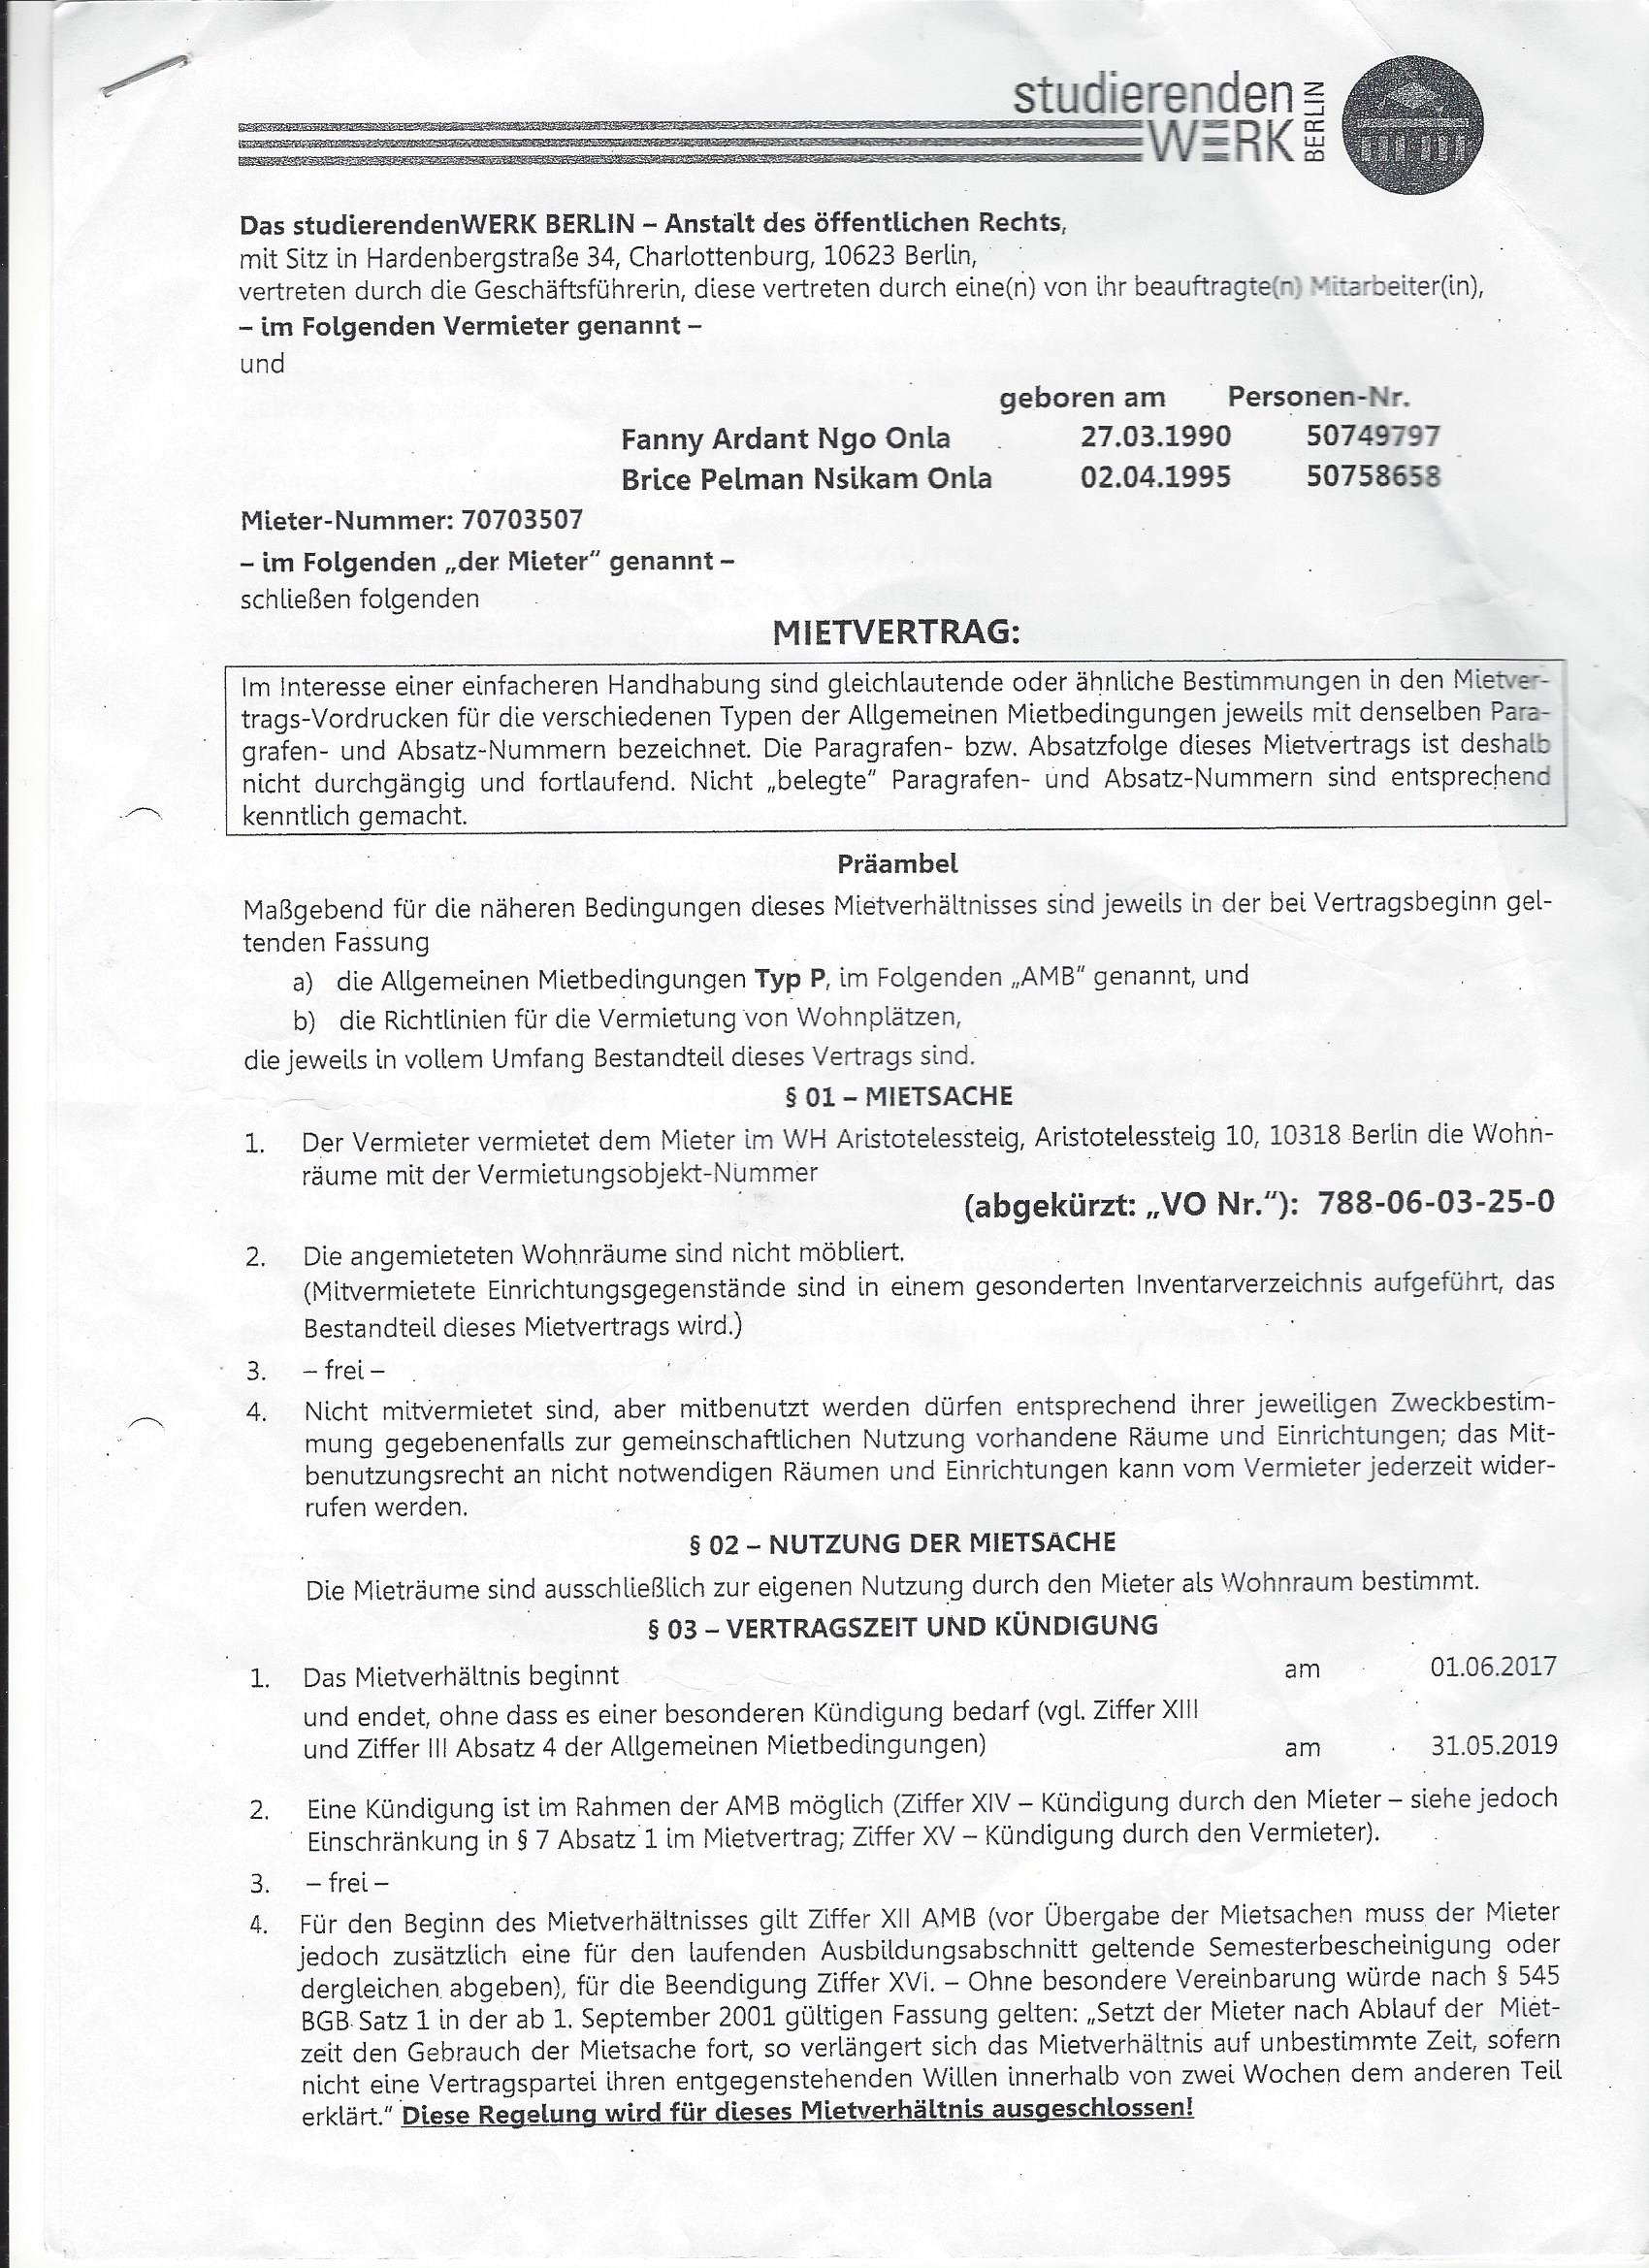 studierenden
WERK
BERLIN
Das studierendenWERK BERLIN – Anstalt des öffentlichen Rechts,
mit Sitz in Hardenbergstraße 34, Charlottenburg, 10623 Berlin,
vertreten durch die Geschäftsführerin, diese vertreten durch eine(n) von ihr beauftragte(n) Mitarbeiter(in),
– im Folgenden Vermieter genannt –
und
geboren am Personen-Nr.
Fanny Ardant Ngo Onla 27.03.1990 50749797
Brice Pelman Nsikam Onla 02.04.1995 50758658
Mieter-Nummer: 70703507
– im Folgenden „der Mieter“ genannt –
schließen folgenden
MIETVERTRAG:
Im Interesse einer einfacheren Handhabung sind gleichlautende oder ähnliche Bestimmungen in den Mietver-
trags-Vordrucken für die verschiedenen Typen der Allgemeinen Mietbedingungen jeweils mit denselben Para-
grafen- und Absatz-Nummern bezeichnet. Die Paragrafen- bzw. Absatzfolge dieses Mietvertrags ist deshalb
nicht durchgängig und fortlaufend. Nicht „belegte“ Paragrafen- und Absatz-Nummern sind entsprechend
kenntlich gemacht.
Präambel
Maßgebend für die näheren Bedingungen dieses Mietverhältnisses sind jeweils in der bei Vertragsbeginn gel-
tenden Fassung
a) die Allgemeinen Mietbedingungen Typ P, im Folgenden „AMB“ genannt, und
b) die Richtlinien für die Vermietung von Wohnplätzen,
die jeweils in vollem Umfang Bestandteil dieses Vertrags sind.
§ 01 – MIETSACHE
1. Der Vermieter vermietet dem Mieter im WH Aristotelessteig, Aristotelessteig 10, 10318 Berlin die Wohn-
räume mit der Vermietungsobjekt-Nummer
(abgekürzt: „VO Nr.“): 788-06-03-25-0
2. Die angemieteten Wohnräume sind nicht möbliert.
(Mitvermietete Einrichtungsgegenstände sind in einem gesonderten Inventarverzeichnis aufgeführt, das
Bestandteil dieses Mietvertrags wird.)
3. – frei –
4. Nicht mitvermietet sind, aber mitbenutzt werden dürfen entsprechend ihrer jeweiligen Zweckbestim-
mung gegebenenfalls zur gemeinschaftlichen Nutzung vorhandene Räume und Einrichtungen; das Mit-
benutzungsrecht an nicht notwendigen Räumen und Einrichtungen kann vom Vermieter jederzeit wider-
rufen werden.
§ 02 – NUTZUNG DER MIETSACHE
Die Mieträume sind ausschließlich zur eigenen Nutzung durch den Mieter als Wohnraum bestimmt.
§ 03 – VERTRAGSZEIT UND KÜNDIGUNG
1. Das Mietverhältnis beginnt am 01.06.2017
und endet, ohne dass es einer besonderen Kündigung bedarf (vgl. Ziffer XIII
und Ziffer III Absatz 4 der Allgemeinen Mietbedingungen) am 31.05.2019
2. Eine Kündigung ist im Rahmen der AMB möglich (Ziffer XIV – Kündigung durch den Mieter – siehe jedoch
Einschränkung in § 7 Absatz 1 im Mietvertrag; Ziffer XV – Kündigung durch den Vermieter).
3. – frei –
4. Für den Beginn des Mietverhältnisses gilt Ziffer XII AMB (vor Übergabe der Mietsachen muss der Mieter
jedoch zusätzlich eine für den laufenden Ausbildungsabschnitt geltende Semesterbescheinigung oder
dergleichen abgeben), für die Beendigung Ziffer XVi. – Ohne besondere Vereinbarung würde nach § 545
BGB Satz 1 in der ab 1. September 2001 gültigen Fassung gelten: „Setzt der Mieter nach Ablauf der Miet-
zeit den Gebrauch der Mietsache fort, so verlängert sich das Mietverhältnis auf unbestimmte Zeit, sofern
nicht eine Vertragspartei ihren entgegenstehenden Willen innerhalb von zwei Wochen dem anderen Teil
erklärt.“ Diese Regelung wird für dieses Mietverhältnis ausgeschlossen!